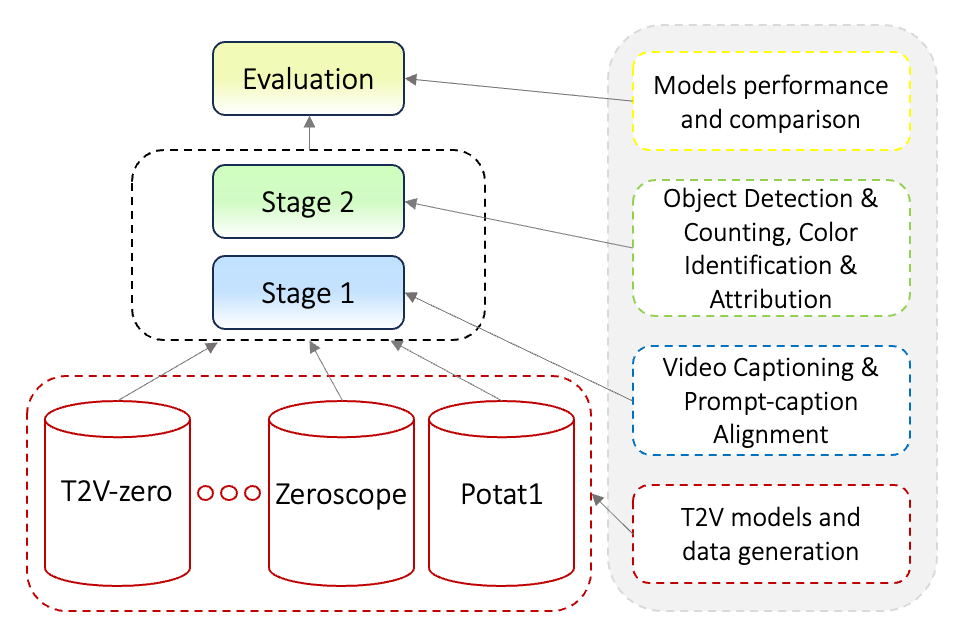 Evaluation
Stage 2
Stage 1
T2V-zero
Zeroscope
Potat1
Models performance
and comparison
Object Detection &
Counting, Color
Identification &
Attribution
Video Captioning &
Prompt-caption
Alignment
T2V models and
data generation